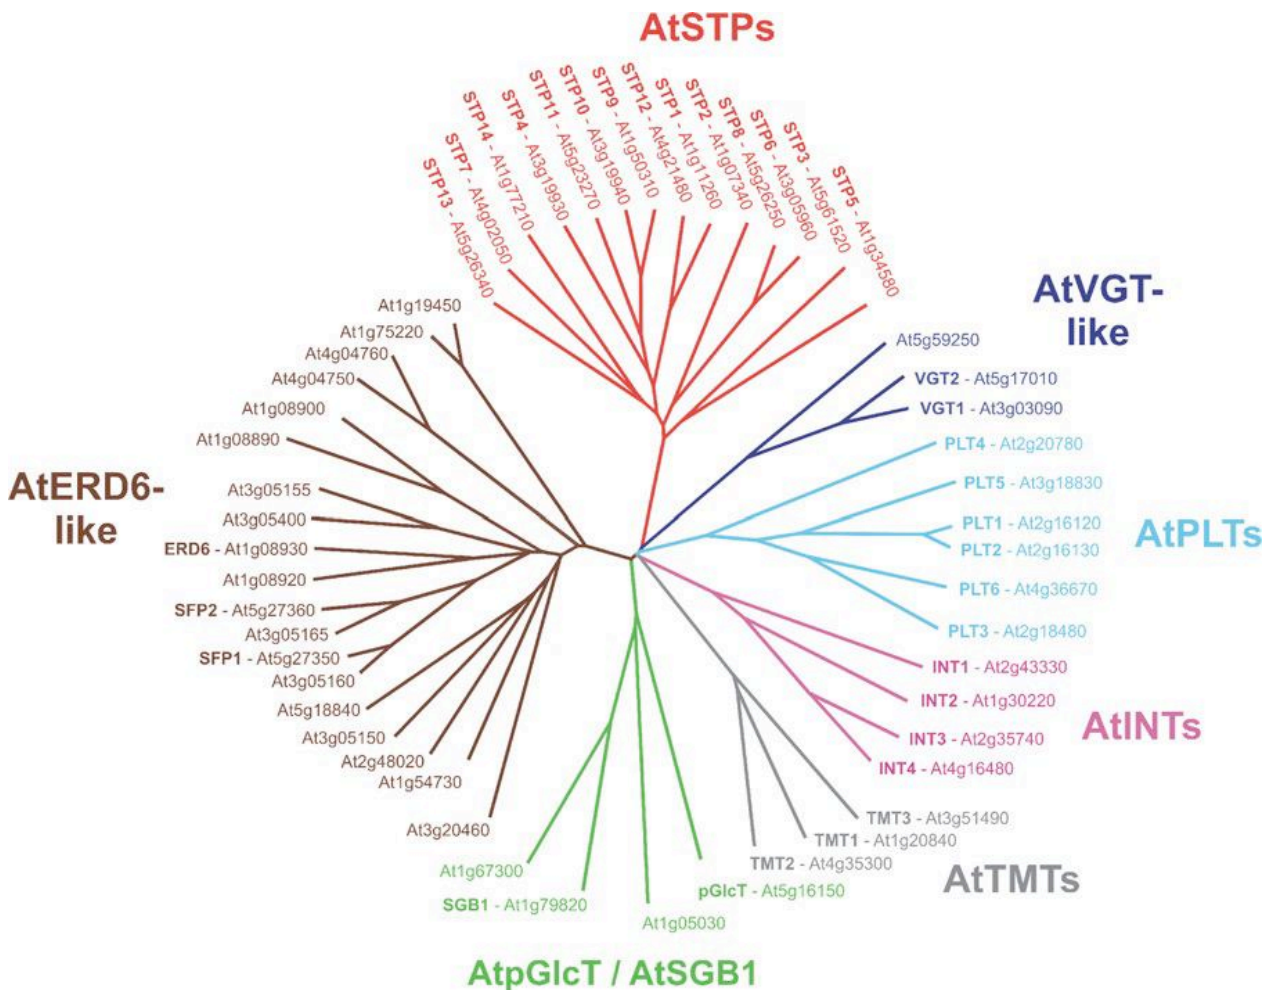 AtSTPs
STP13 - At5g26340
STP7 - At4g02050
STP14 - At1g77210
STP4 - At3g19930
STP11 - At5g23270
STP10 - At3g19940
STP9 - At1g50310
STP12 - At4g21480
STP1 - At1g11260
STP2 - At1g07340
STP8 - At5g26250
STP6 - At3g05960
STP3 - At5g61520
STP5 - At1g34580
AtVGT-
like
At5g59250
VGT2 - At5g17010
VGT1 - At3g03090
PLT4 - At2g20780
PLT5 - At3g18830
PLT1 - At2g16120
PLT2 - At2g16130
PLT6 - At4g36670
PLT3 - At2g18480
AtPLTs
INT1 - At2g43330
INT2 - At1g30220
INT3 - At2g35740
INT4 - At4g16480
AtINTs
TMT3 - At3g51490
TMT1 - At1g20840
TMT2 - At4g35300
AtTMTs
pGlcT - At5g16150
At1g05030
SGB1 - At1g79820
At1g67300
AtpGlcT / AtSGB1
At1g19450
At1g75220
At4g04760
At4g04750
At1g08900
At1g08890
At3g05155
At3g05400
ERD6 - At1g08930
At1g08920
SFP2 - At5g27360
At3g05165
SFP1 - At5g27350
At3g05160
At5g18840
At3g05150
At2g48020
At1g54730
At3g20460
AtERD6-
like